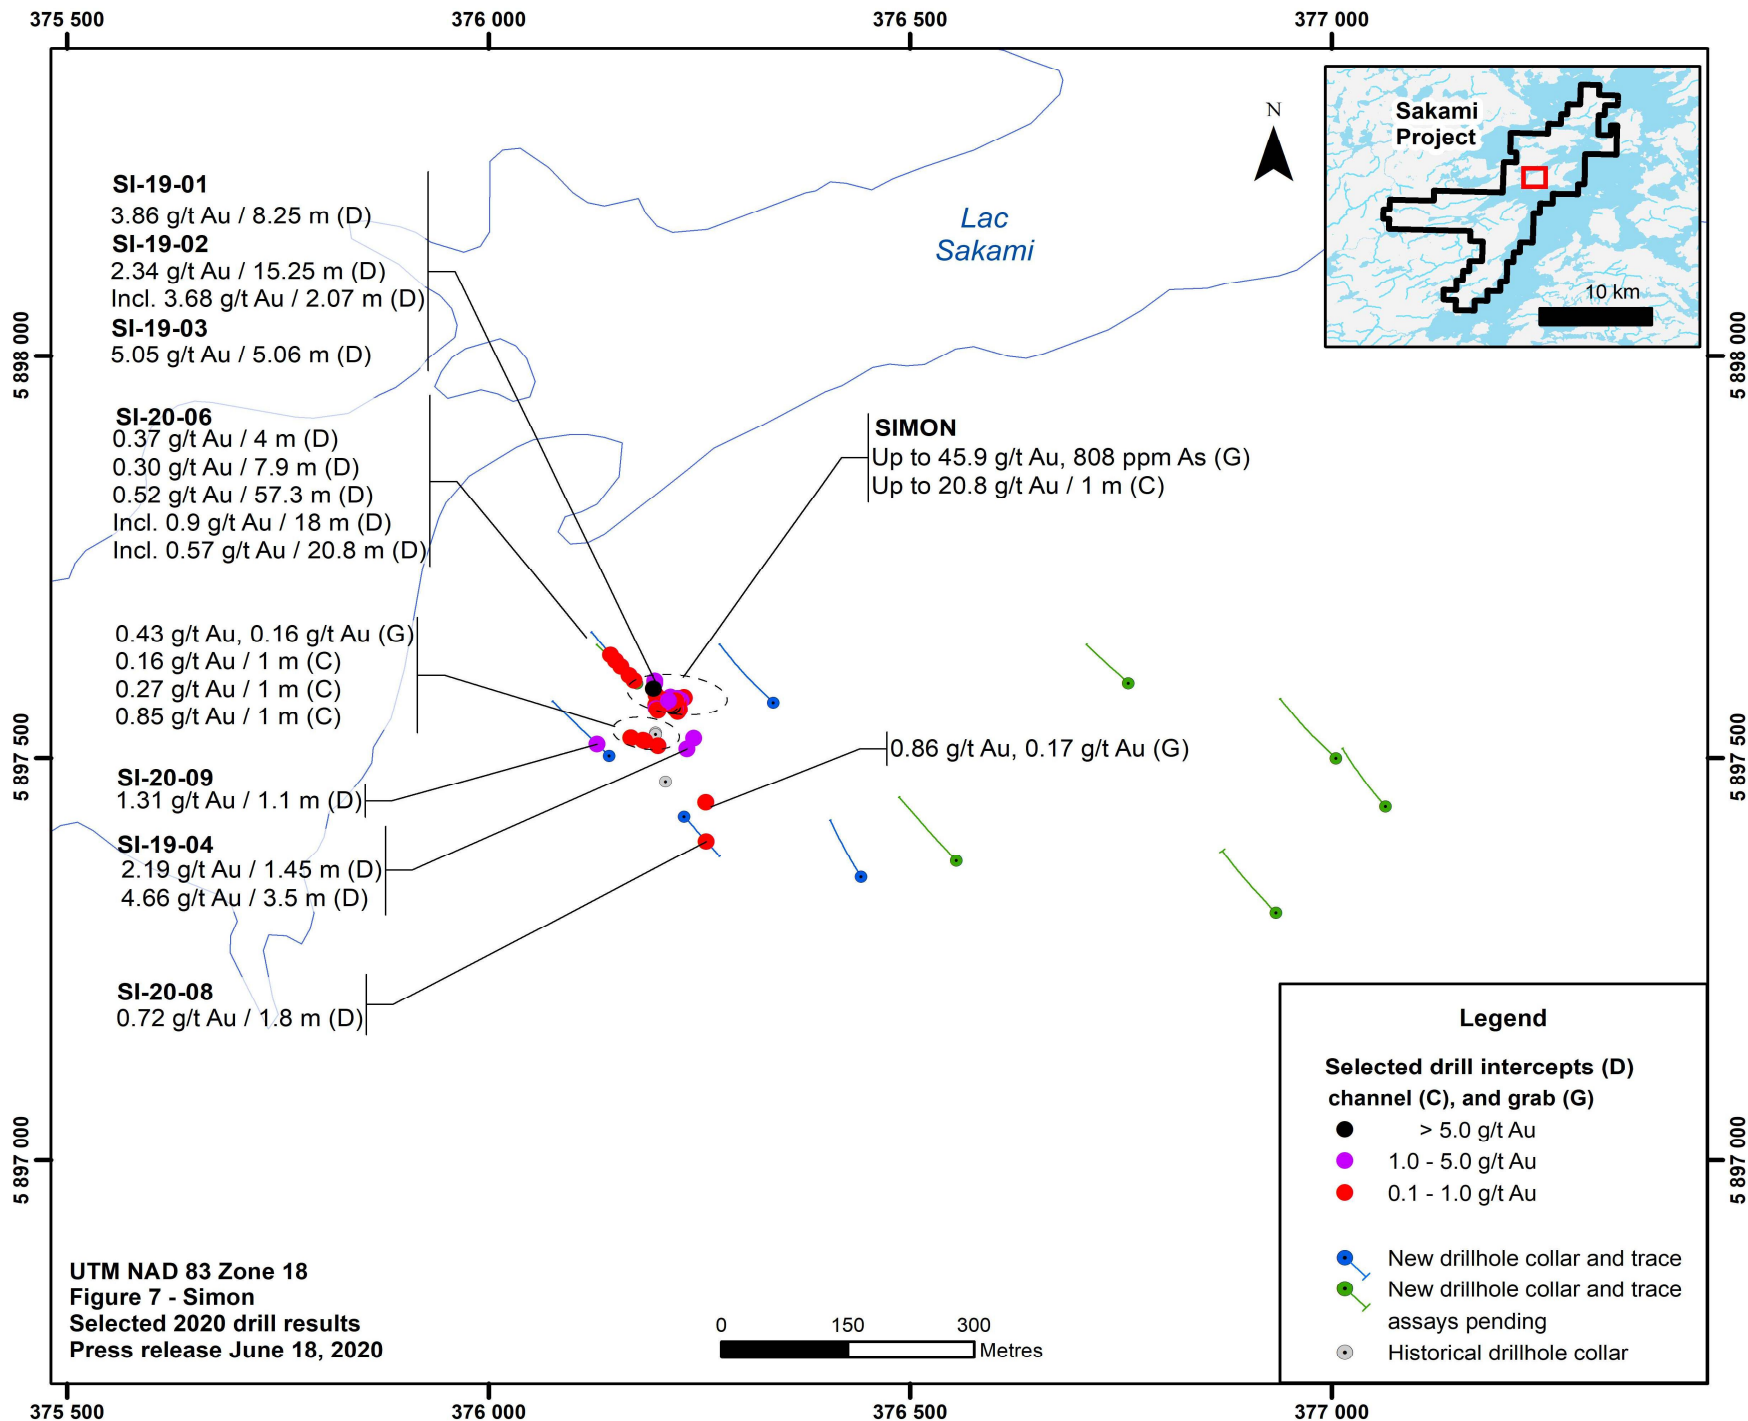 375 500
376 000
376 500
377 000
5 898 000
5 897 500
5 897 000
SI-19-01
3.86 g/t Au / 8.25 m (D)
SI-19-02
2.34 g/t Au / 15.25 m (D)
Incl. 3.68 g/t Au / 2.07 m (D)
SI-19-03
5.05 g/t Au / 5.06 m (D)
SI-20-06
0.37 g/t Au / 4 m (D)
0.30 g/t Au / 7.9 m (D)
0.52 g/t Au / 57.3 m (D)
Incl. 0.9 g/t Au / 18 m (D)
Incl. 0.57 g/t Au / 20.8 m (D)
0.43 g/t Au, 0.16 g/t Au (G)
0.16 g/t Au / 1 m (C)
0.27 g/t Au / 1 m (C)
0.85 g/t Au / 1 m (C)
SI-20-09
1.31 g/t Au / 1.1 m (D)
SI-19-04
2.19 g/t Au / 1.45 m (D)
4.66 g/t Au / 3.5 m (D)
SI-20-08
0.72 g/t Au / 1.8 m (D)
Lac
Sakami
SIMON
Up to 45.9 g/t Au, 808 ppm As (G)
Up to 20.8 g/t Au / 1 m (C)
0.86 g/t Au, 0.17 g/t Au (G)
N
Sakami
Project
10 km
5 898 000
5 897 500
5 897 000
Legend
Selected drill intercepts (D)
channel (C), and grab (G)
> 5.0 g/t Au
1.0 - 5.0 g/t Au
0.1 - 1.0 g/t Au
New drillhole collar and trace
New drillhole collar and trace
assays pending
Historical drillhole collar
UTM NAD 83 Zone 18
Figure 7 - Simon
Selected 2020 drill results
Press release June 18, 2020
0 150 300
Metres
375 500
376 000
376 500
377 000